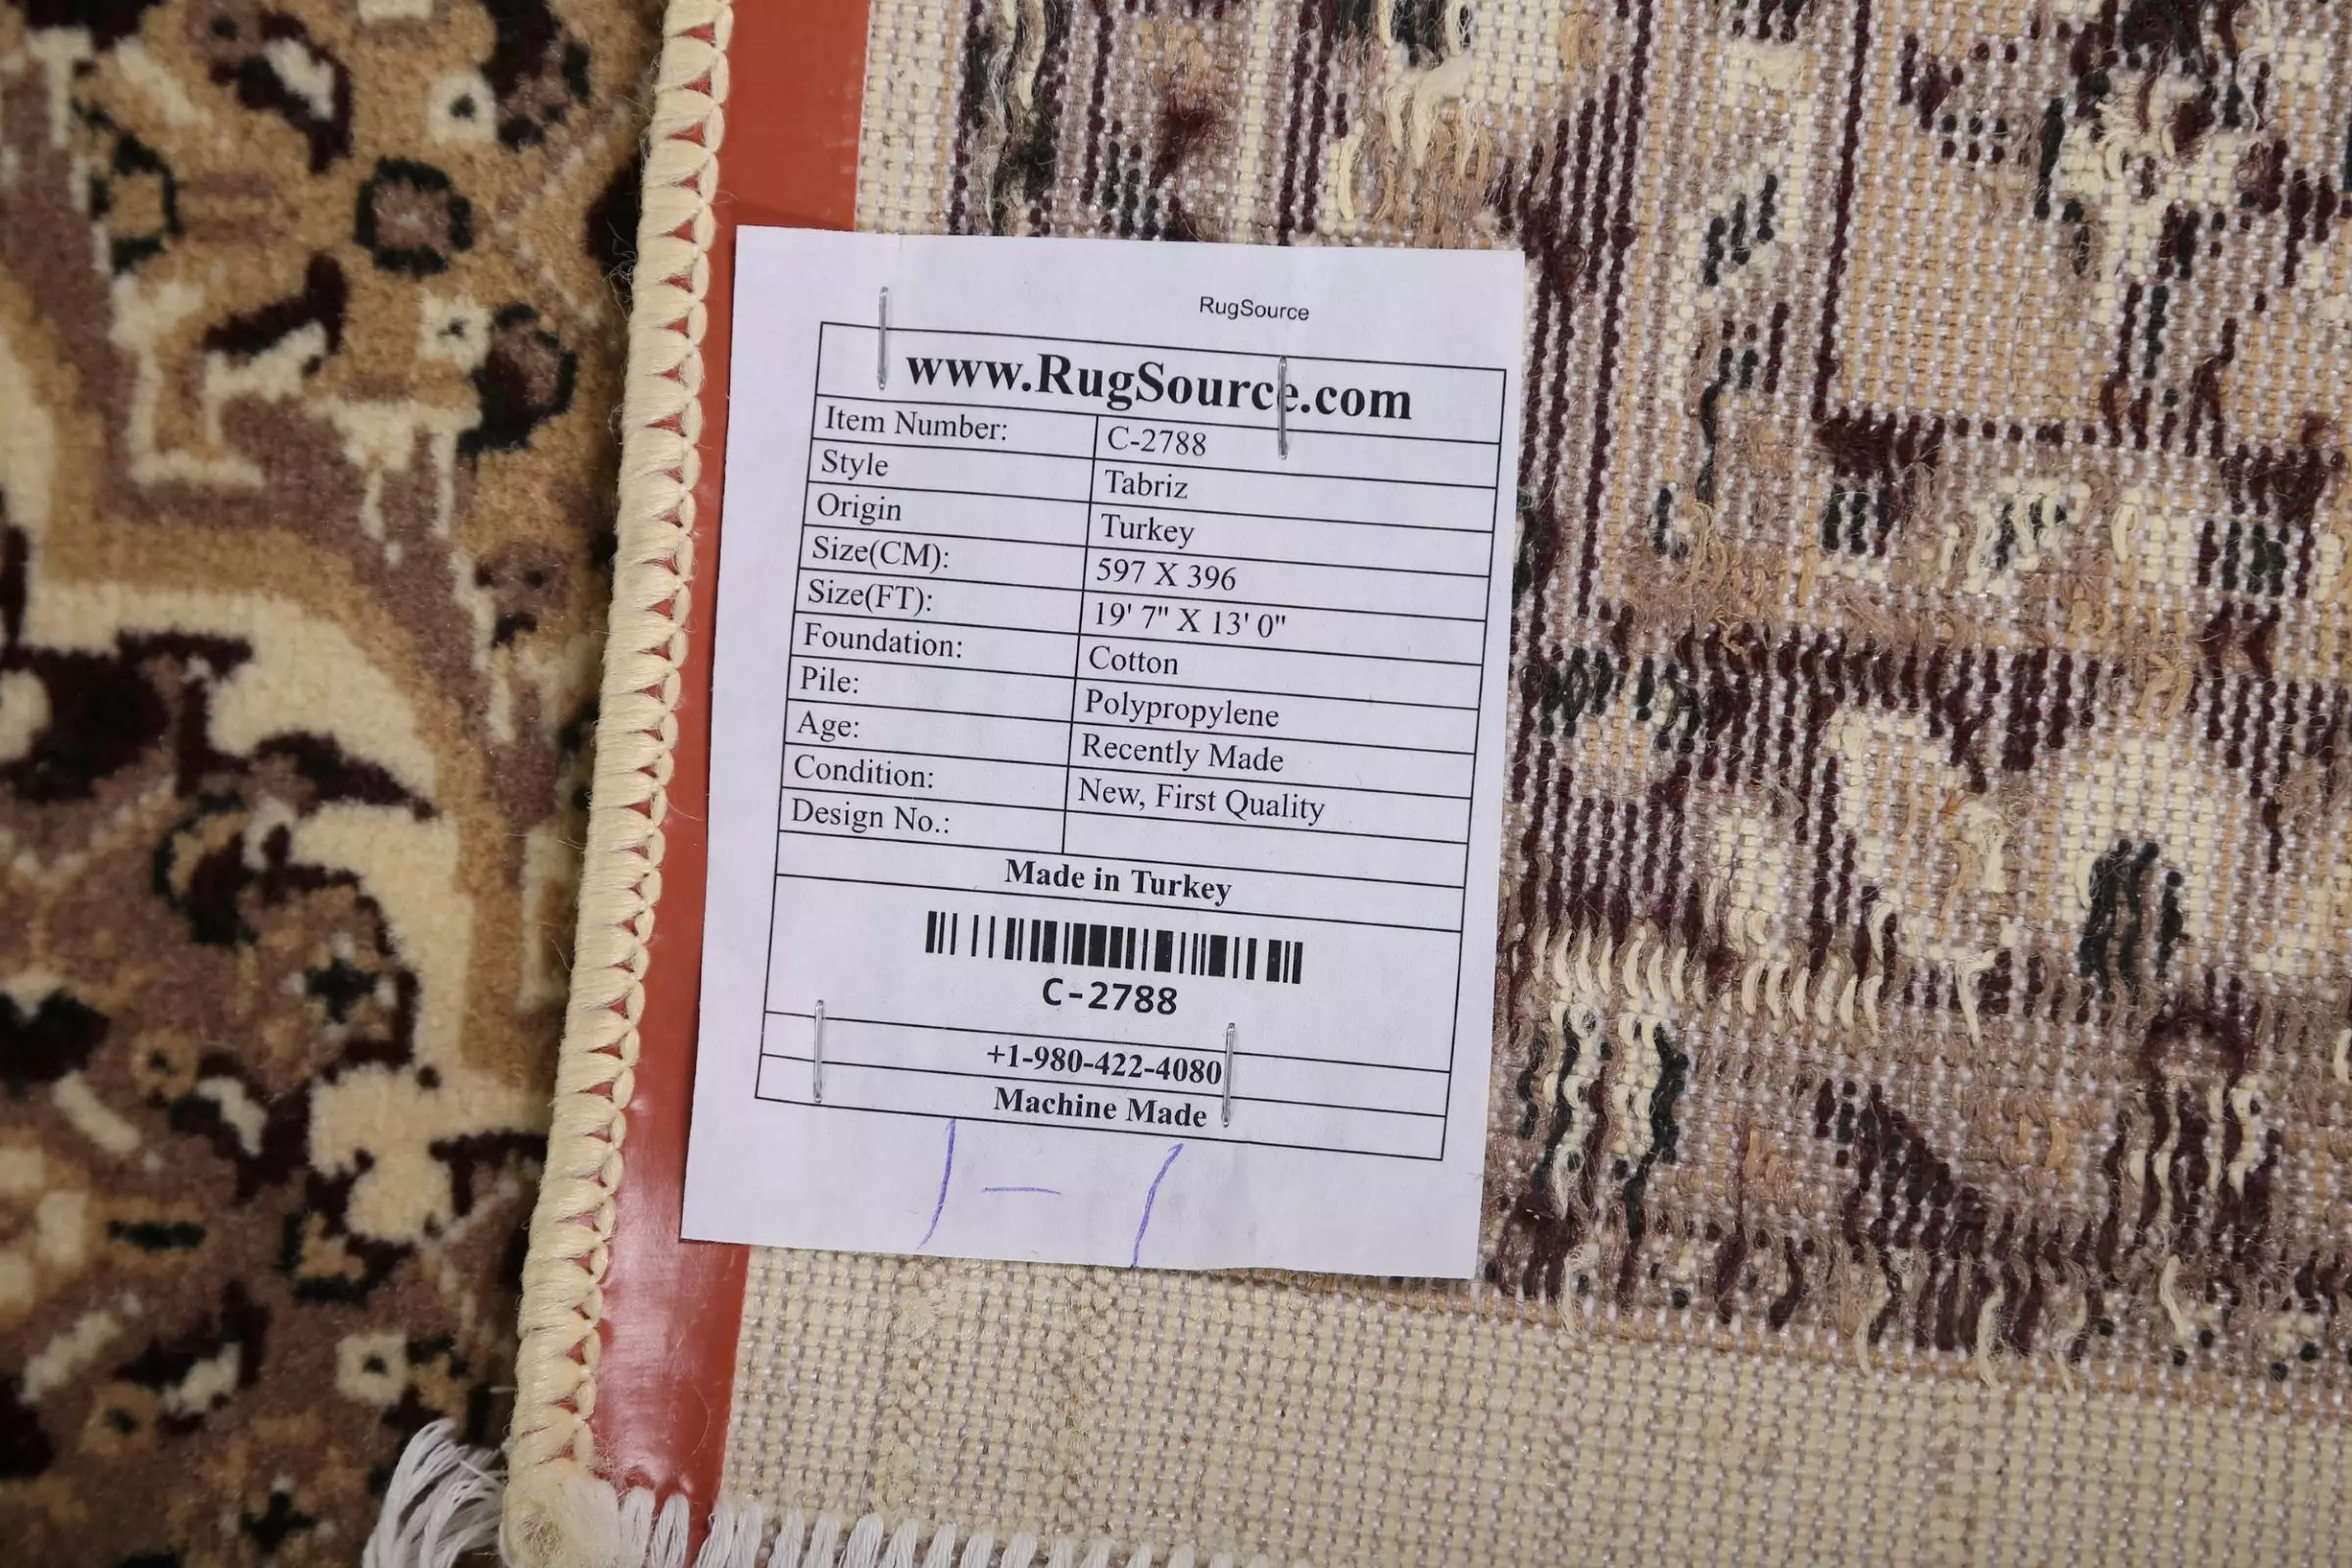 RugSource
www.RugSource.com
Item Number: C-2788
Style Tabriz
Origin Turkey
Size(CM): 597 X 396
Size(FT): 19' 7" X 13' 0"
Foundation: Cotton
Pile: Polypropylene
Age: Recently Made
Condition: New, First Quality
Design No.:
Made in Turkey
C-2788
+1-980-422-4080
Machine Made
1-1